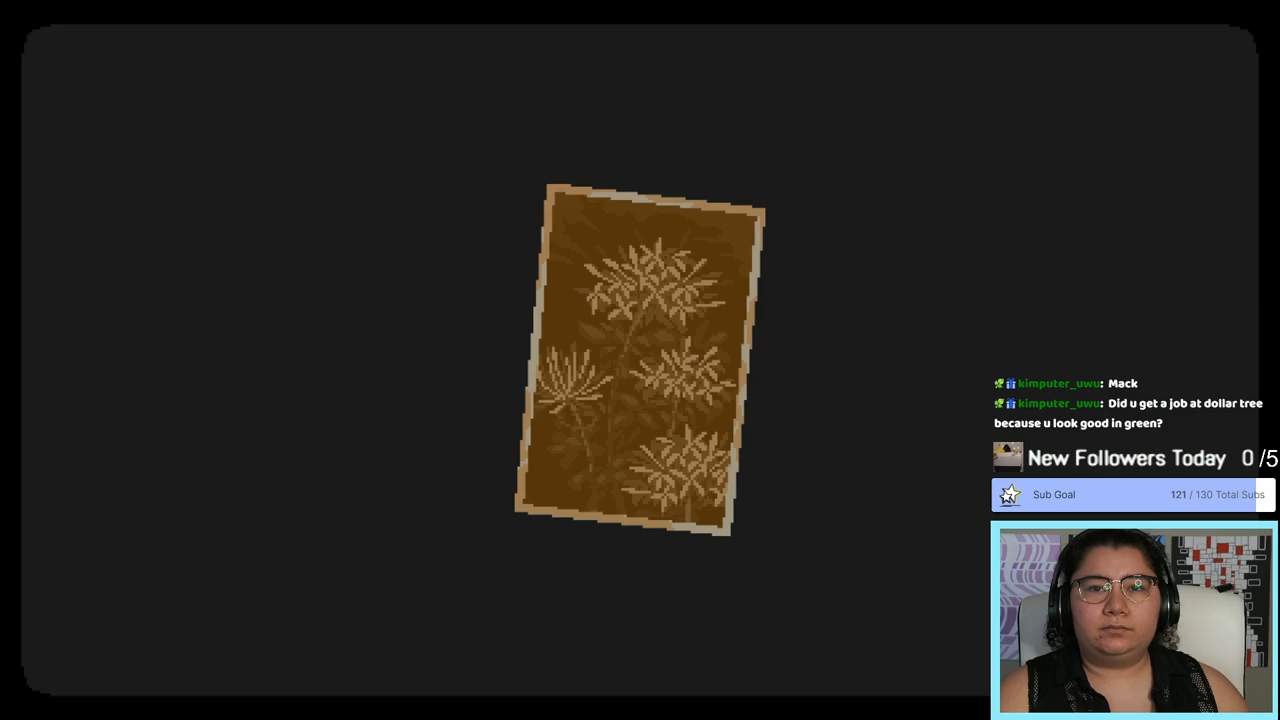 kimputer_uwu: Mack
kimputer_uwu: Did u get a job at dollar tree
because u look good in green?
New Followers Today 0 /5
Sub Goal 121 / 130 Total Subs